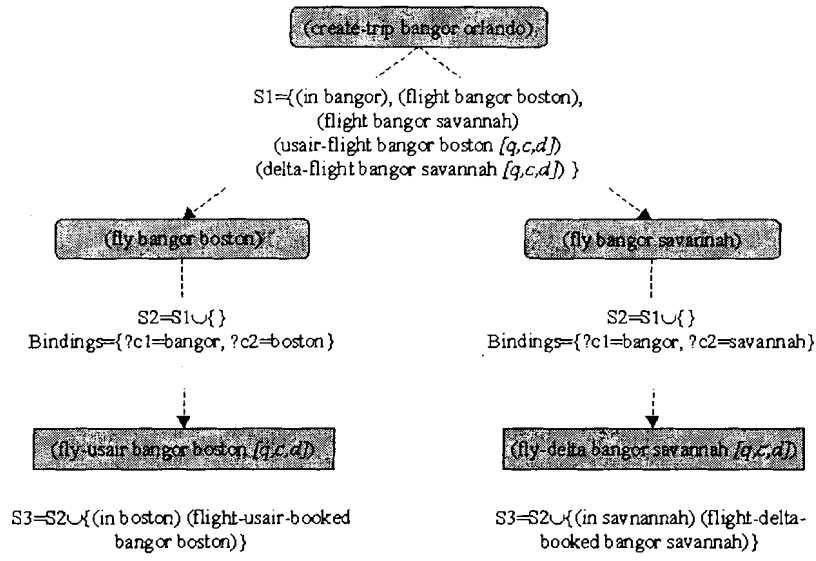 (create-trip bangor orlando)
S1={(in bangor), (flight bangor boston),
(flight bangor savannah)
(usair-flight bangor boston [q,c,d])
(delta-flight bangor savannah [q,c,d]) }
(fly bangor boston)
(fly bangor savannah)
S2=S1∪{}
Bindings={?c1=bangor, ?c2=boston}
S2=S1∪{}
Bindings={?c1=bangor, ?c2=savannah}
(fly-usair bangor boston [q,c,d])
(fly-delta bangor savannah [q,c,d])
S3=S2∪{(in boston) (flight-usair-booked
bangor boston)}
S3=S2∪{(in savnannah) (flight-delta-
booked bangor savannah)}